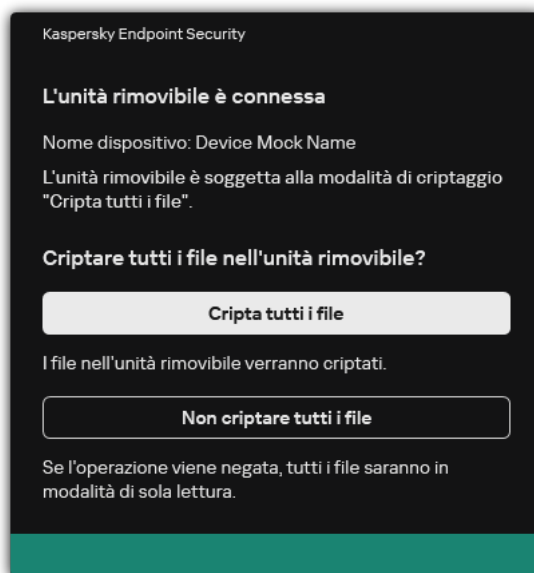 Kaspersky Endpoint Security
L'unità rimovibile è connessa
Nome dispositivo: Device Mock Name
L'unità rimovibile è soggetta alla modalità di criptaggio
"Cripta tutti i file".
Criptare tutti i file nell'unità rimovibile?
Cripta tutti i file
I file nell'unità rimovibile verranno criptati.
Non criptare tutti i file
Se l'operazione viene negata, tutti i file saranno in
modalità di sola lettura.